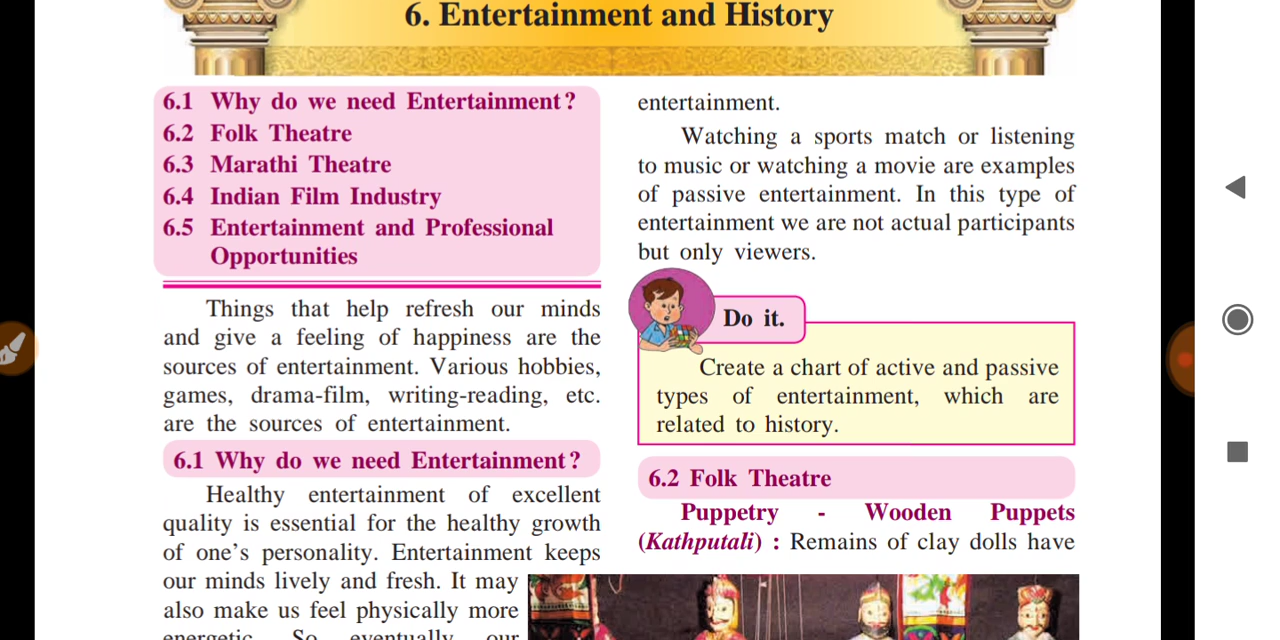 6. Entertainment and History
6.1 Why do we need Entertainment?
6.2 Folk Theatre
6.3 Marathi Theatre
6.4 Indian Film Industry
6.5 Entertainment and Professional
Opportunities
Things that help refresh our minds
and give a feeling of happiness are the
sources of entertainment. Various hobbies,
games, drama-film, writing-reading, etc.
are the sources of entertainment.
6.1 Why do we need Entertainment?
Healthy entertainment of excellent
quality is essential for the healthy growth
of one's personality. Entertainment keeps
our minds lively and fresh. It may
also make us feel physically more
energetic. So eventually our
entertainment.
Watching a sports match or listening
to music or watching a movie are examples
of passive entertainment. In this type of
entertainment we are not actual participants
but only viewers.
Do it.
Create a chart of active and passive
types of entertainment, which are
related to history.
6.2 Folk Theatre
Puppetry - Wooden Puppets
(Kathputali) : Remains of clay dolls have